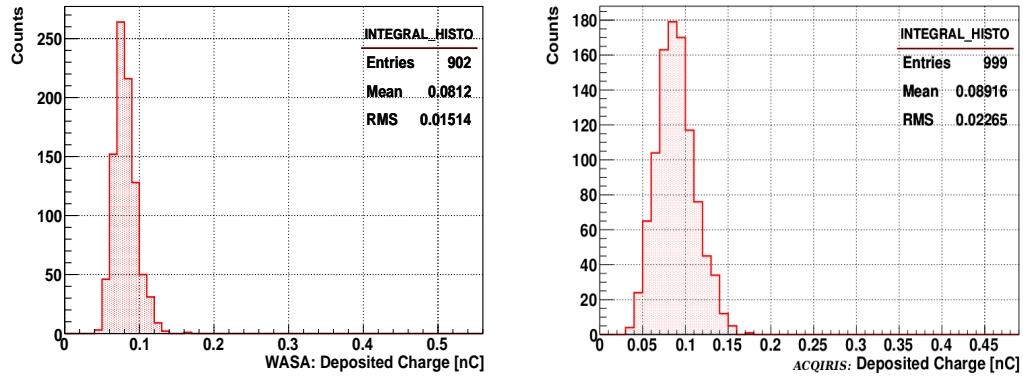 Counts
250
200
150
100
50
0
INTEGRAL_HISTO
Entries 902
Mean 0.0812
RMS 0.01514
0 0.1 0.2 0.3 0.4 0.5
WASA: Deposited Charge [nC]
Counts
180
160
140
120
100
80
60
40
20
0
INTEGRAL_HISTO
Entries 999
Mean 0.08916
RMS 0.02265
0 0.05 0.1 0.15 0.2 0.25 0.3 0.35 0.4 0.45
ACQIRIS: Deposited Charge [nC]